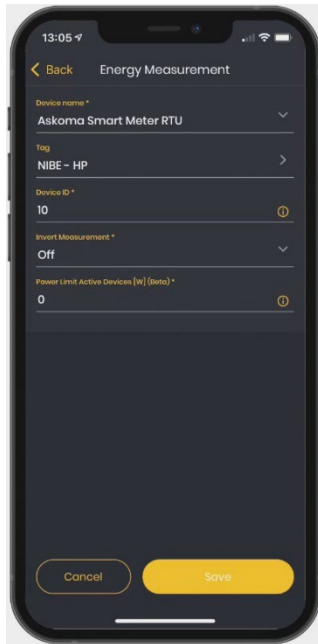 13:05
Back Energy Measurement
Device name *
Askoma Smart Meter RTU
Tag
NIBE - HP
Device ID *
10
Invert Measurement *
Off
Power Limit Active Devices [W] (Beta) *
0
Cancel Save